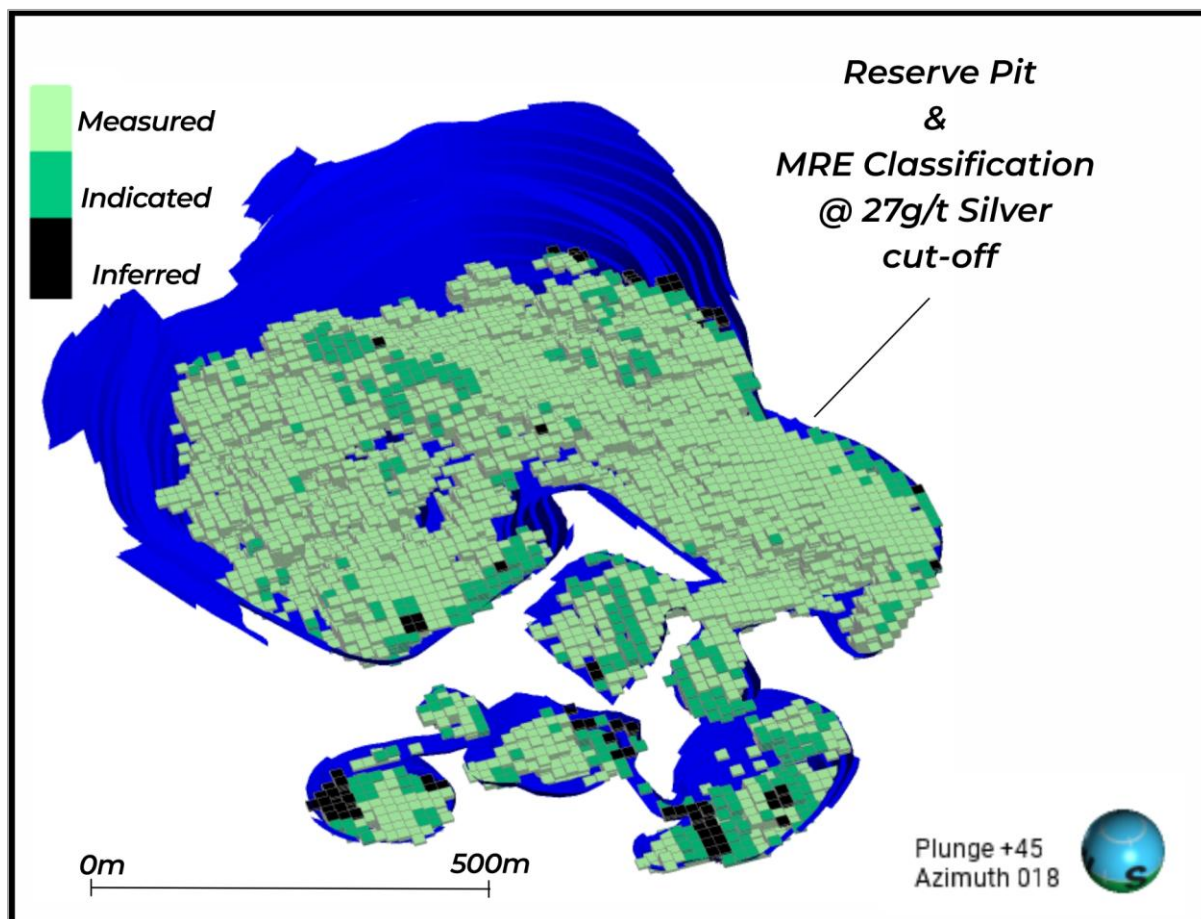 Measured
Indicated
Inferred
Reserve Pit
&
MRE Classification
@ 27g/t Silver
cut-off
0m
500m
Plunge +45
Azimuth 018
S